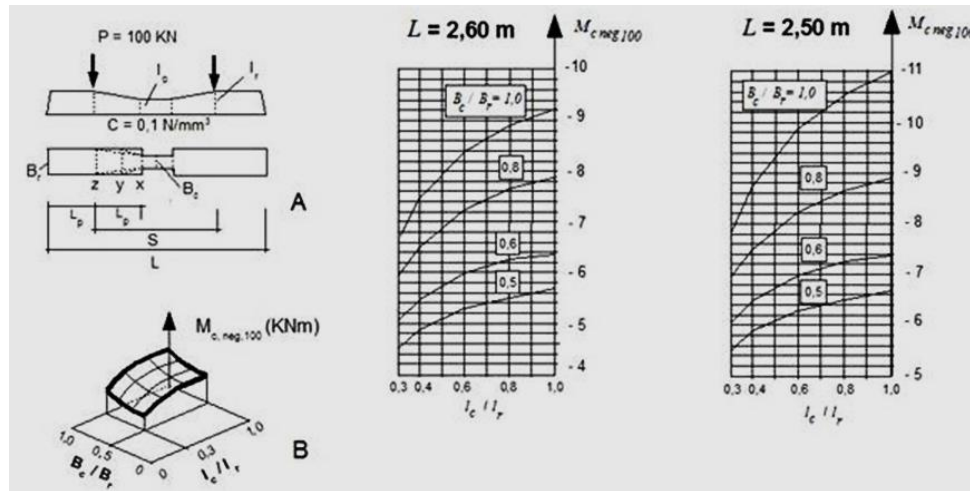 P = 100 KN
I_c
I_r
C = 0,1 N/mm³
B_r
B_c
z y x
A
L_p
L_p
S
L
M_c, neg,100 (KNm)
1,0
0,5
0
0
0,3
1,0
B_c / B_r
I_c / I_r
B
L = 2,60 m
M_c neg100
- 10
B_c / B_r = 1,0
- 9
0,8
- 8
- 7
0,6
- 6
0,5
- 5
- 4
0,3 0,4 0,6 0,8 1,0
I_c / I_r
L = 2,50 m
M_c neg100
- 11
B_c / B_r = 1,0
- 10
- 9
0,8
- 8
0,6
- 7
0,5
- 6
- 5
0,3 0,4 0,6 0,8 1,0
I_c / I_r